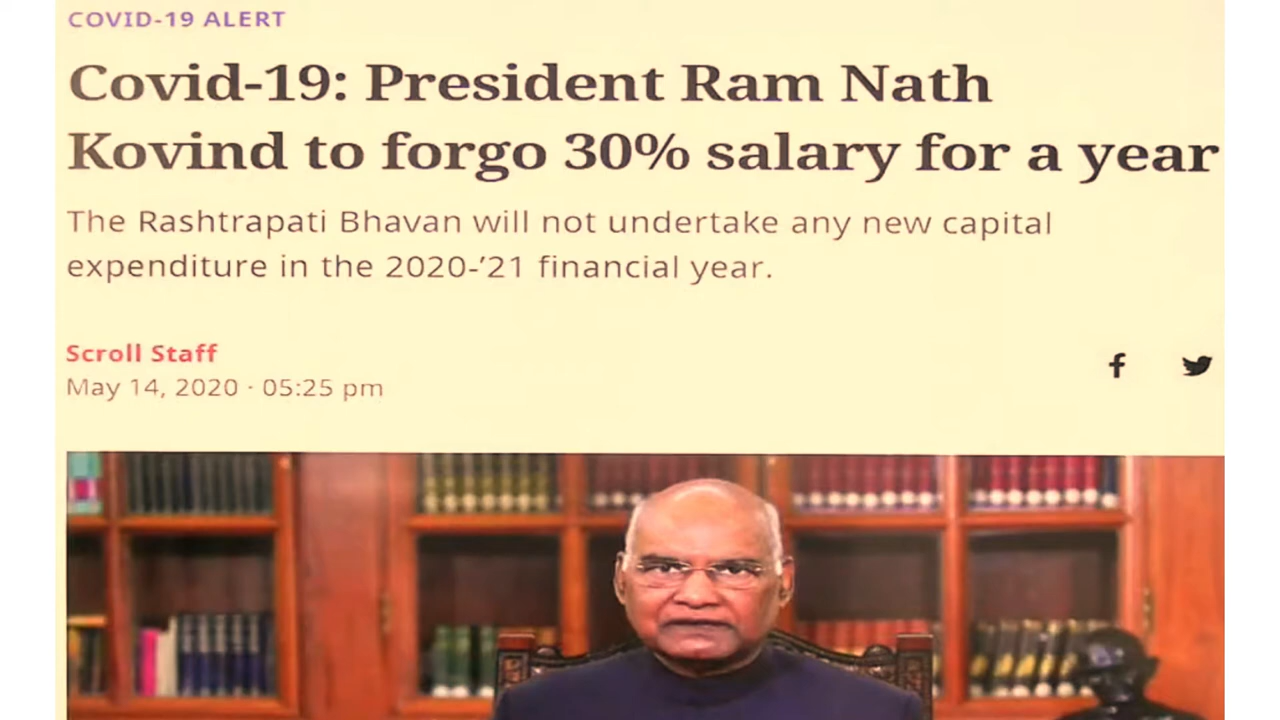 COVID-19 ALERT
Covid-19: President Ram Nath
Kovind to forgo 30% salary for a year
The Rashtrapati Bhavan will not undertake any new capital
expenditure in the 2020-’21 financial year.
Scroll Staff
May 14, 2020 · 05:25 pm